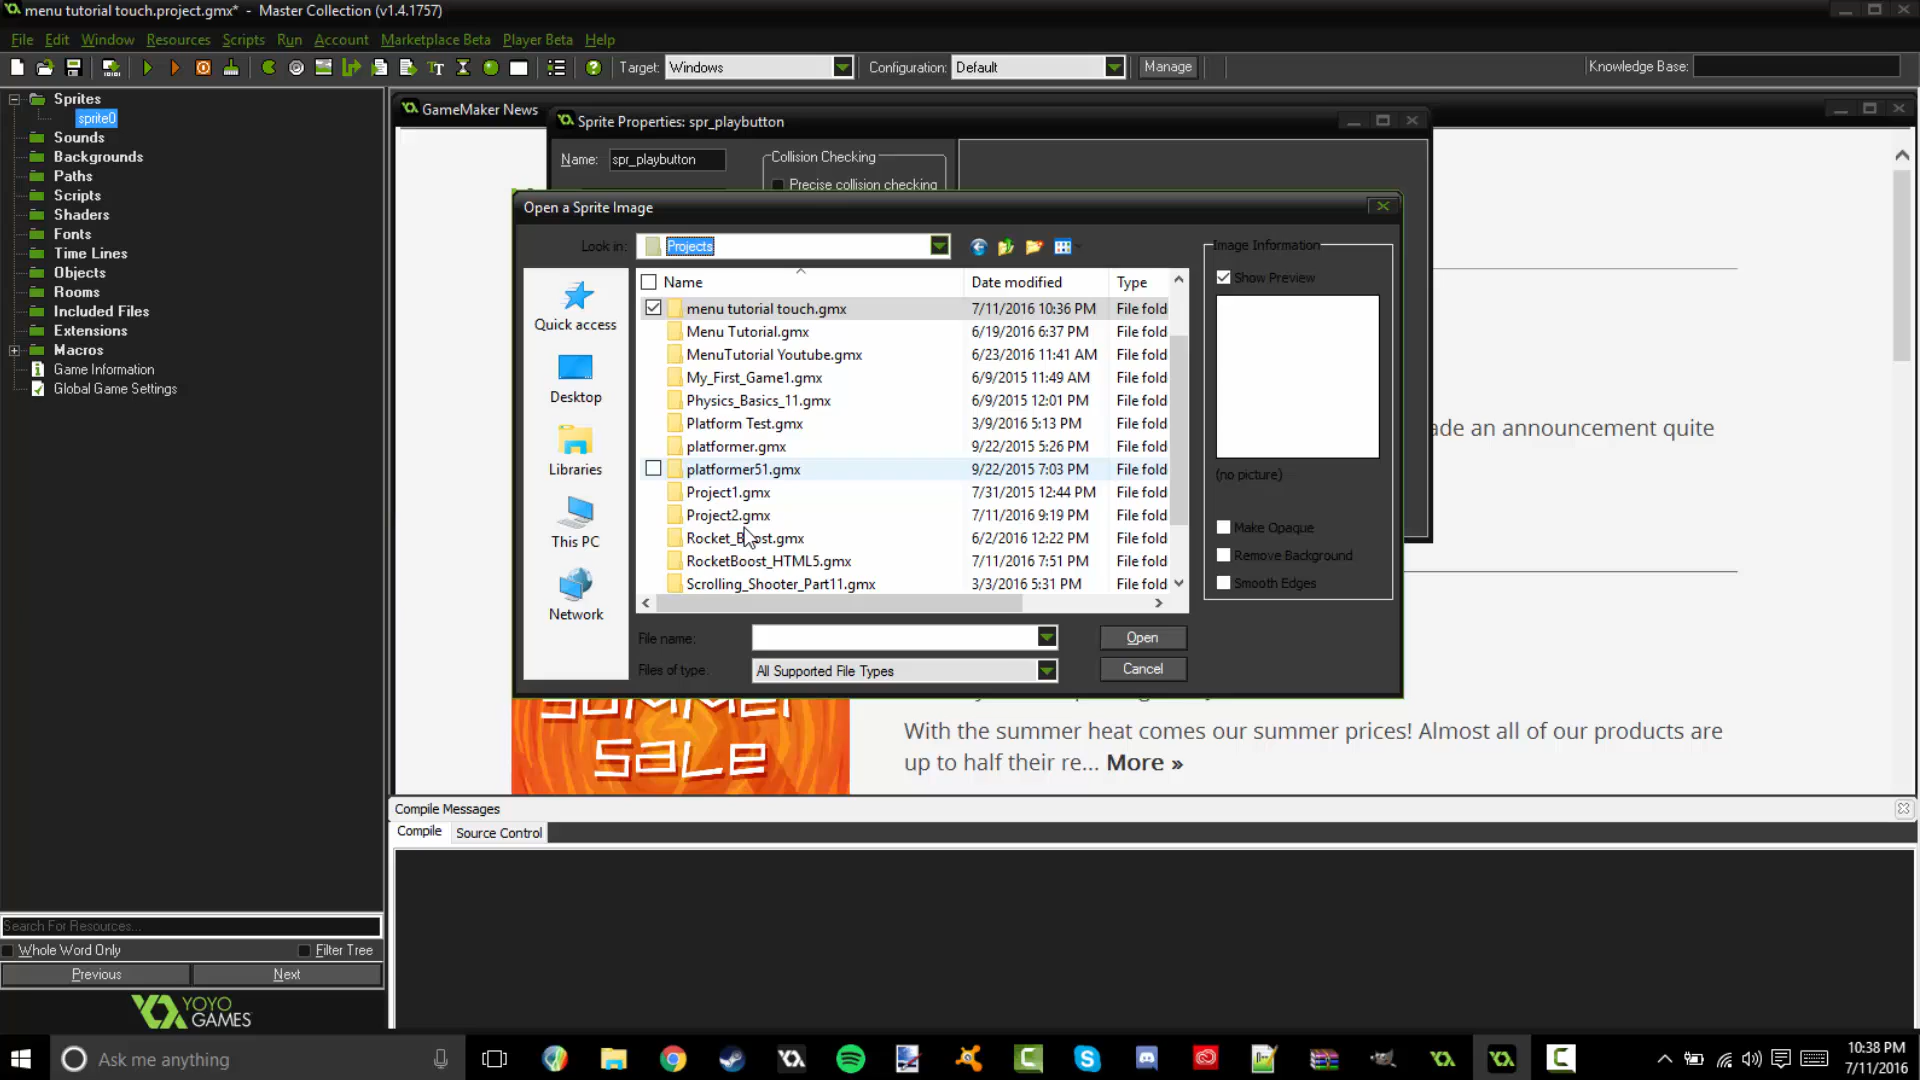 menu tutorial touch.project.gmx* - Master Collection (v1.4.1757)
File Edit Window Resources Scripts Run Account Marketplace Beta Player Beta Help
Target: Windows Configuration: Default Manage Knowledge Base:
Sprites
sprite0
Sounds
Backgrounds
Paths
Scripts
Shaders
Fonts
Time Lines
Objects
Rooms
Included Files
Extensions
Macros
Game Information
Global Game Settings
GameMaker News
Sprite Properties: spr_playbutton
Name: spr_playbutton
Collision Checking
Precise collision checking
Open a Sprite Image
Look in: Projects
Quick access
Desktop
Libraries
This PC
Network
Name Date modified Type
menu tutorial touch.gmx 7/11/2016 10:36 PM File fold
Menu Tutorial.gmx 6/19/2016 6:37 PM File fold
MenuTutorial Youtube.gmx 6/23/2016 11:41 AM File fold
My_First_Game1.gmx 6/9/2015 11:49 AM File fold
Physics_Basics_11.gmx 6/9/2015 12:01 PM File fold
Platform Test.gmx 3/9/2016 5:13 PM File fold
platformer.gmx 9/22/2015 5:26 PM File fold
platformer51.gmx 9/22/2015 7:03 PM File fold
Project1.gmx 7/31/2015 12:44 PM File fold
Project2.gmx 7/11/2016 9:19 PM File fold
Rocket_Boost.gmx 6/2/2016 12:22 PM File fold
RocketBoost_HTML5.gmx 7/11/2016 7:51 PM File fold
Scrolling_Shooter_Part11.gmx 3/3/2016 5:31 PM File fold
File name: Open
Files of type: All Supported File Types Cancel
Image Information
Show Preview
(no picture)
Make Opaque
Remove Background
Smooth Edges
ade an announcement quite
summer
sale
With the summer heat comes our summer prices! Almost all of our products are
up to half their re... More »
Compile Messages
Compile Source Control
Search For Resources...
Whole Word Only Filter Tree
Previous Next
YOYO
GAMES
Ask me anything
10:38 PM
7/11/2016